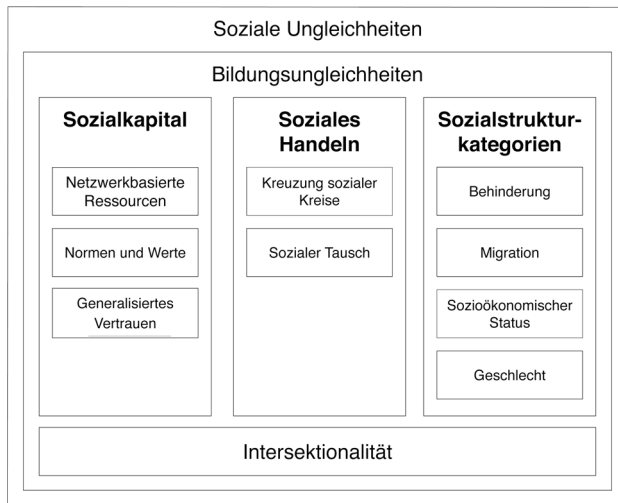 Soziale Ungleichheiten
Bildungsungleichheiten
Sozialkapital
Netzwerkbasierte
Ressourcen
Normen und Werte
Generalisiertes
Vertrauen
Soziales
Handeln
Kreuzung sozialer
Kreise
Sozialer Tausch
Sozialstruktur-
kategorien
Behinderung
Migration
Sozioökonomischer
Status
Geschlecht
Intersektionalität